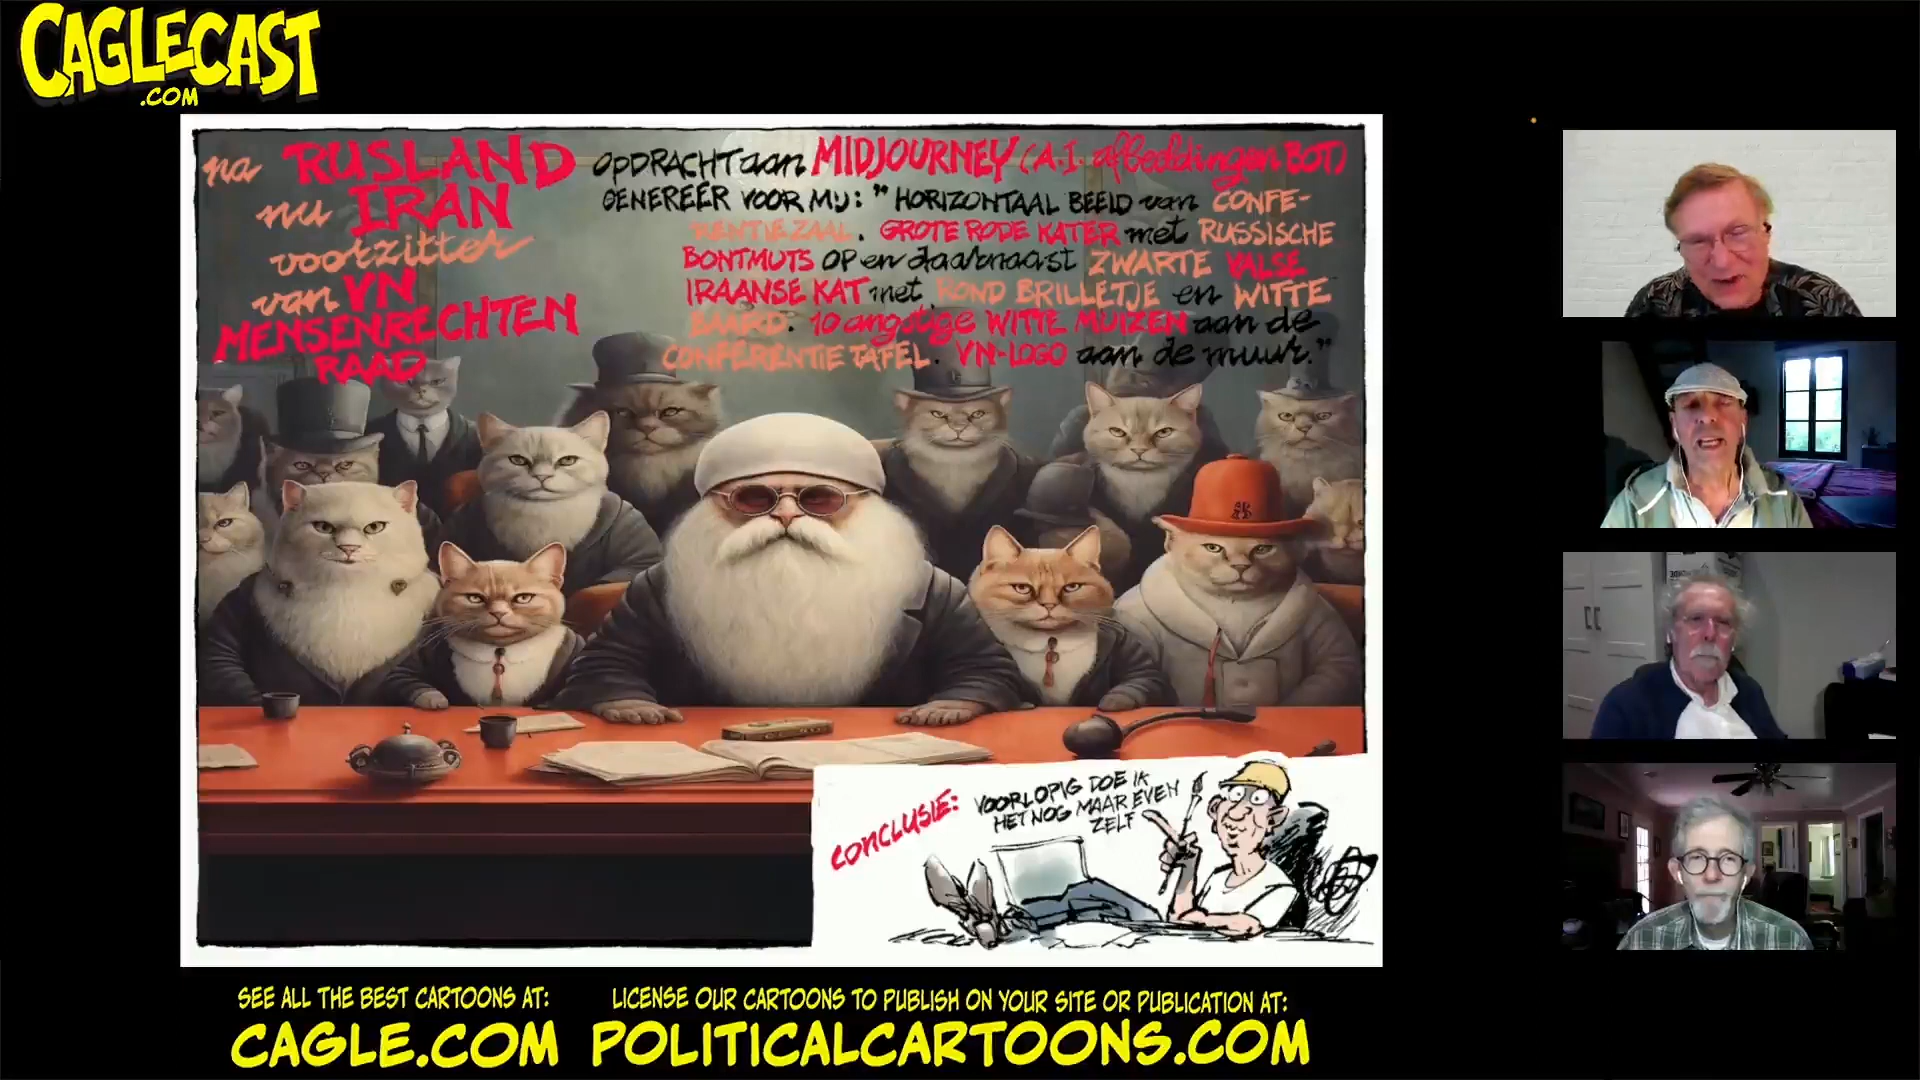 CAGLECAST
.COM
na RUSLAND
nu IRAN
voorzitter
van VN
MENSENRECHTEN
RAAD
OPDRACHT aan MIDJOURNEY (A.I. afbeeldingen BOT)
GENEREER VOOR MIJ: " HORIZONTAAL BEELD van CONFE-
RENTIEZAAL. GROTE RODE KATER met RUSSISCHE
BONTMUTS OP en daarnaast ZWARTE VALSE
IRAANSE KAT met ROND BRILLETJE en WITTE
BAARD. 10 angstige WITTE MUIZEN aan de
CONFERENTIE TAFEL. VN-LOGO aan de muur."
CONCLUSIE:
VOORLOPIG DOE IK
HET NOG MAAR EVEN
ZELF
SEE ALL THE BEST CARTOONS AT:
CAGLE.COM
LICENSE OUR CARTOONS TO PUBLISH ON YOUR SITE OR PUBLICATION AT:
POLITICALCARTOONS.COM